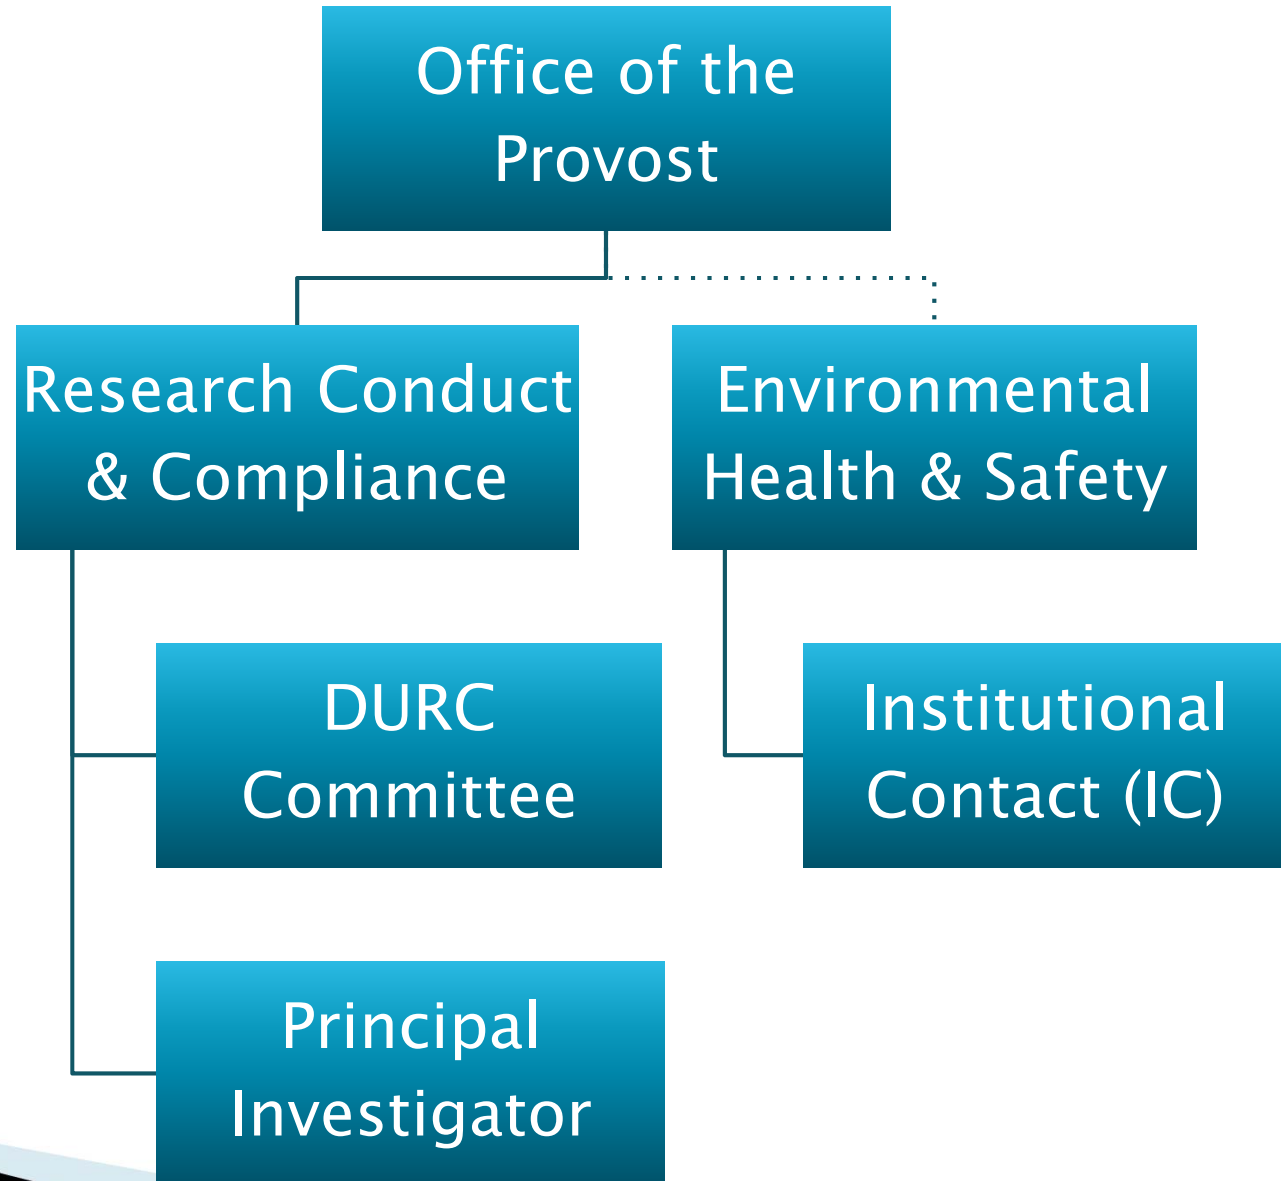 Office of the
Provost
Research Conduct
& Compliance
Environmental
Health & Safety
DURC
Committee
Institutional
Contact (IC)
Principal
Investigator